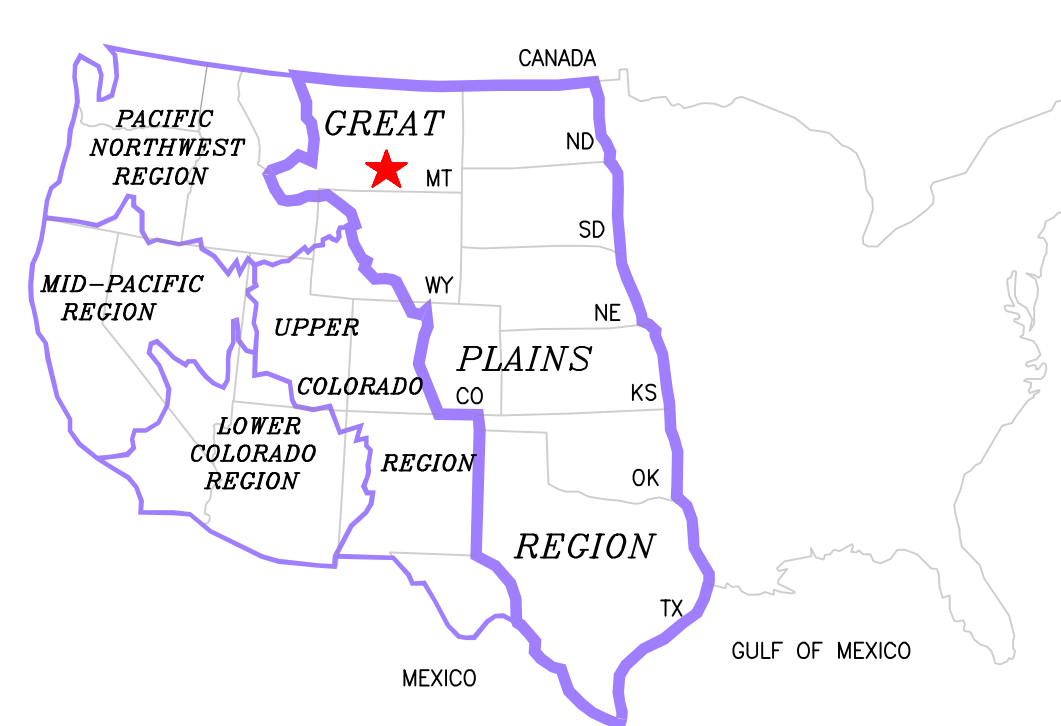 CANADA
PACIFIC
NORTHWEST
REGION
GREAT
MT
ND
SD
MID-PACIFIC
REGION
WY
NE
UPPER
COLORADO
REGION
PLAINS
CO
KS
LOWER
COLORADO
REGION
OK
REGION
TX
GULF OF MEXICO
MEXICO